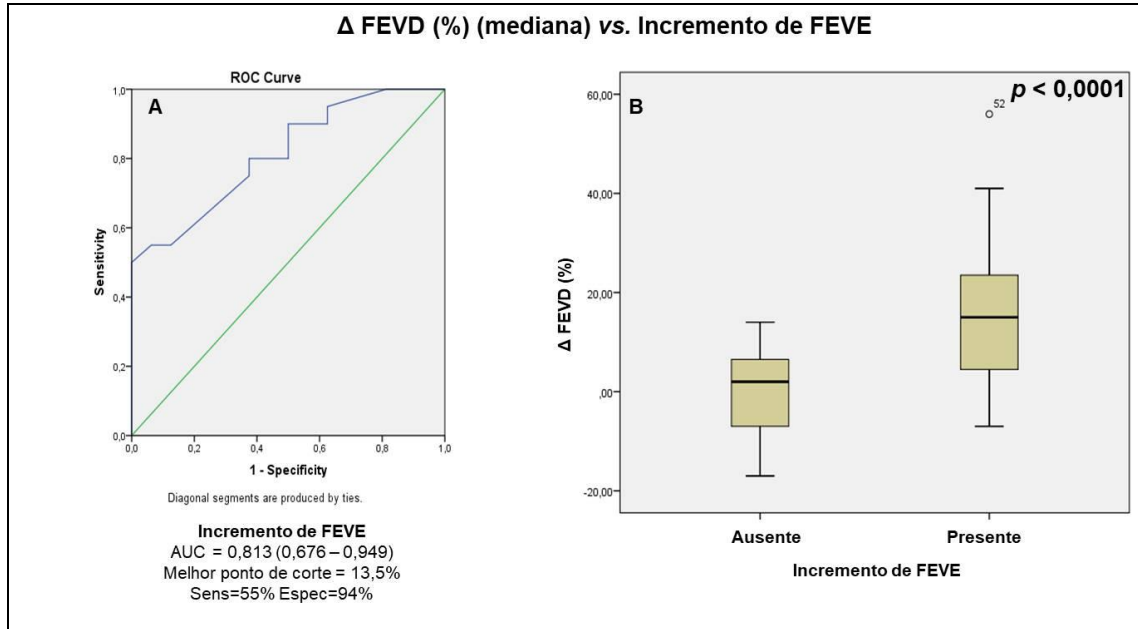 Δ FEVD (%) (mediana) vs. Incremento de FEVE
ROC Curve
A
1,0
0,8
0,6
0,4
0,2
0,0
Sensitivity
0,0 0,2 0,4 0,6 0,8 1,0
1 - Specificity
Diagonal segments are produced by ties.
Incremento de FEVE
AUC = 0,813 (0,676 – 0,949)
Melhor ponto de corte = 13,5%
Sens=55% Espec=94%
B
p < 0,0001
52
60,00
40,00
20,00
,00
-20,00
Δ FEVD (%)
Ausente Presente
Incremento de FEVE